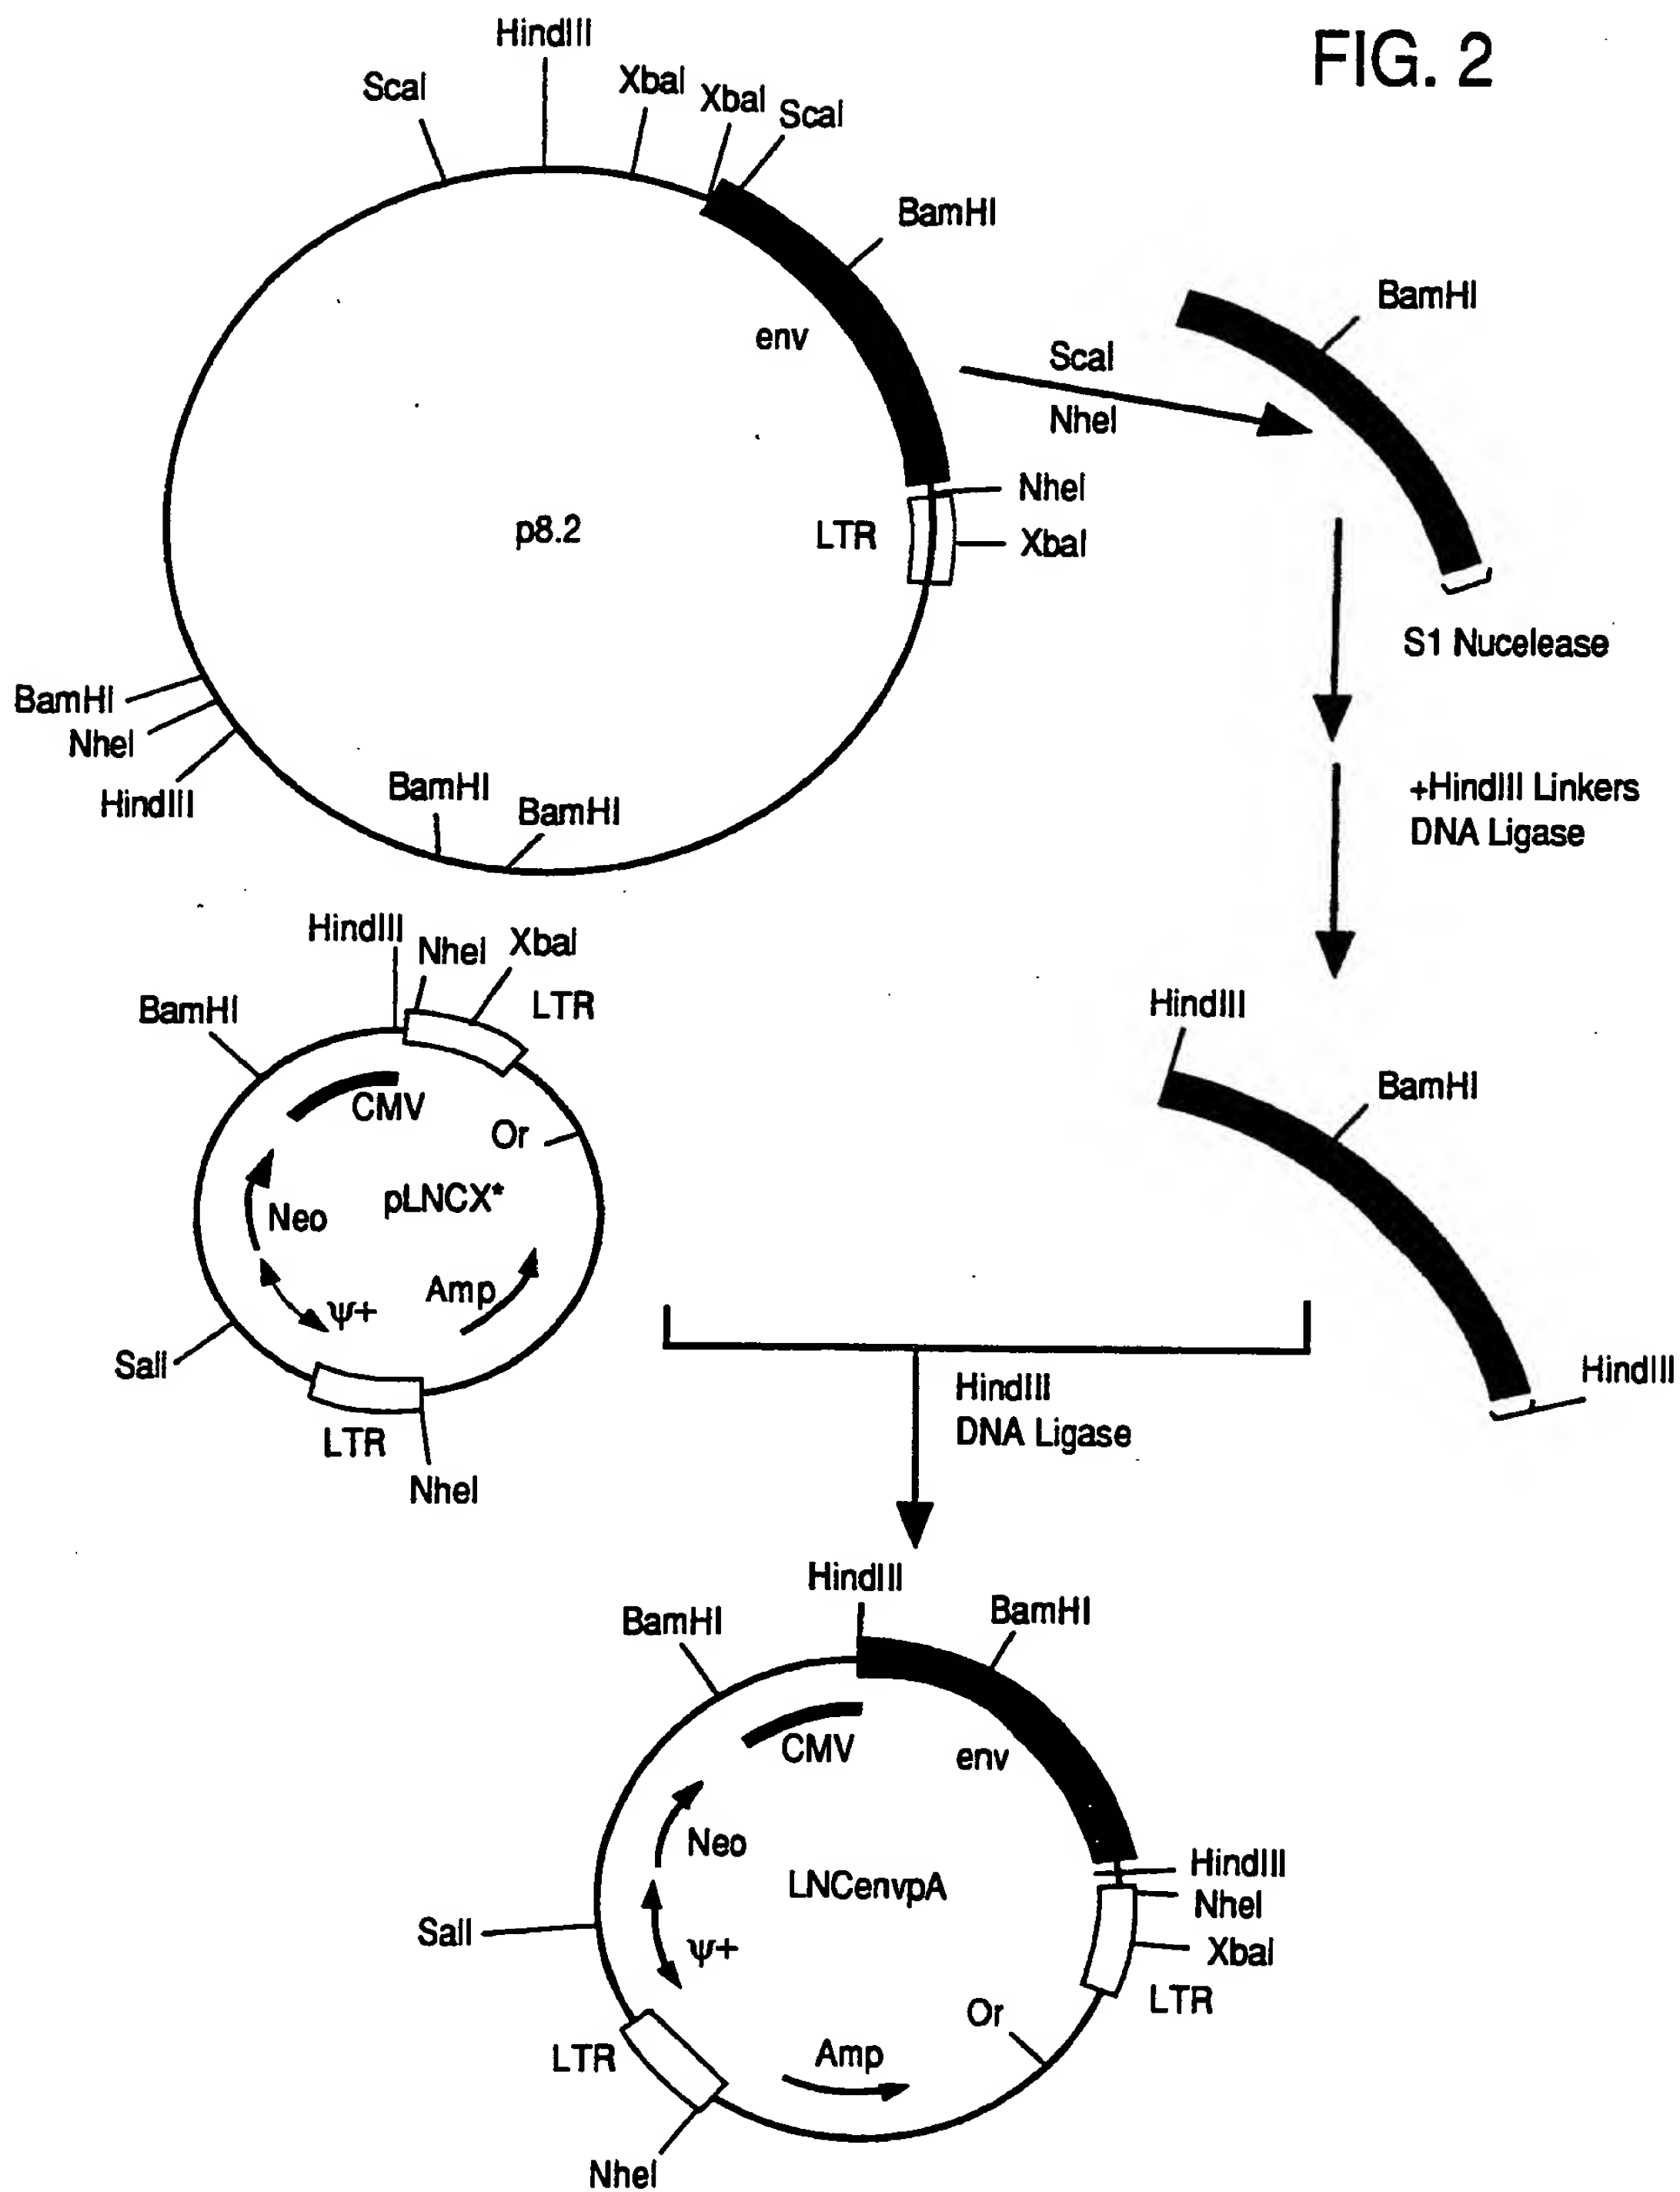 FIG. 2
HindIII
ScaI
XbaI
XbaI
ScaI
BamHI
env
NheI
LTR
XbaI
p8.2
BamHI
NheI
HindIII
BamHI
BamHI
ScaI
NheI
BamHI
S1 Nucelease
+HindIII Linkers
DNA Ligase
HindIII
BamHI
HindIII
HindIII
NheI
XbaI
LTR
BamHI
CMV
Or
pLNCX*
Neo
Amp
ψ+
SalI
LTR
NheI
HindIII
DNA Ligase
HindIII
BamHI
BamHI
CMV
env
Neo
LNCenvpA
HindIII
NheI
XbaI
LTR
SalI
ψ+
Or
LTR
Amp
NheI